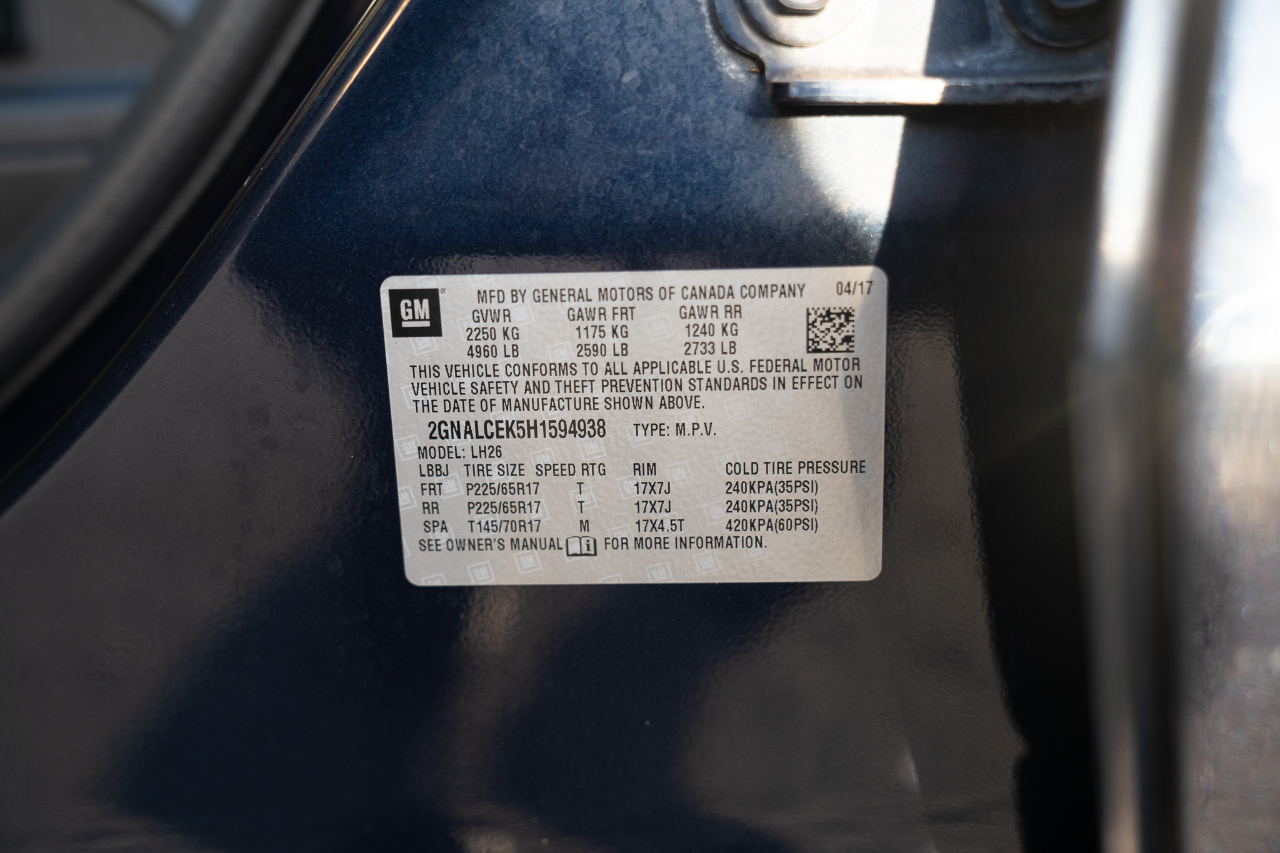 GM
MFD BY GENERAL MOTORS OF CANADA COMPANY 04/17
GVWR GAWR FRT GAWR RR
2250 KG 1175 KG 1240 KG
4960 LB 2590 LB 2733 LB
THIS VEHICLE CONFORMS TO ALL APPLICABLE U.S. FEDERAL MOTOR
VEHICLE SAFETY AND THEFT PREVENTION STANDARDS IN EFFECT ON
THE DATE OF MANUFACTURE SHOWN ABOVE.
2GNALCEK5H1594938 TYPE: M.P.V.
MODEL: LH26
LBBJ TIRE SIZE SPEED RTG RIM COLD TIRE PRESSURE
FRT P225/65R17 T 17X7J 240KPA(35PSI)
RR P225/65R17 T 17X7J 240KPA(35PSI)
SPA T145/70R17 M 17X4.5T 420KPA(60PSI)
SEE OWNER'S MANUAL FOR MORE INFORMATION.